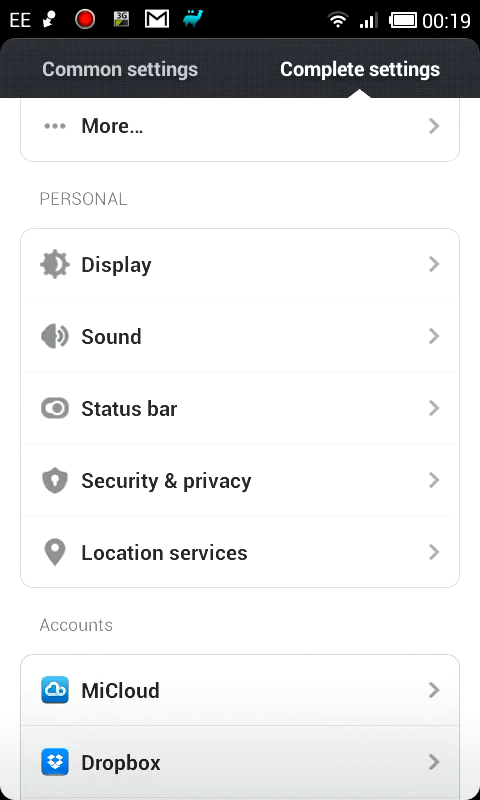 EE 3G 00:19
Common settings Complete settings
More...
PERSONAL
Display
Sound
Status bar
Security & privacy
Location services
Accounts
MiCloud
Dropbox